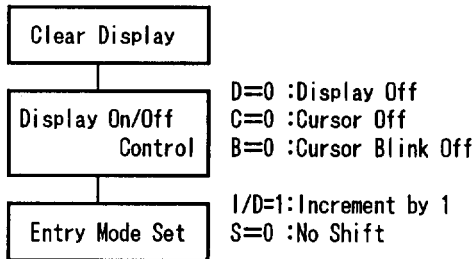 Clear Display
Display On/Off
Control
D=0 :Display Off
C=0 :Cursor Off
B=0 :Cursor Blink Off
Entry Mode Set
I/D=1:Increment by 1
S=0 :No Shift